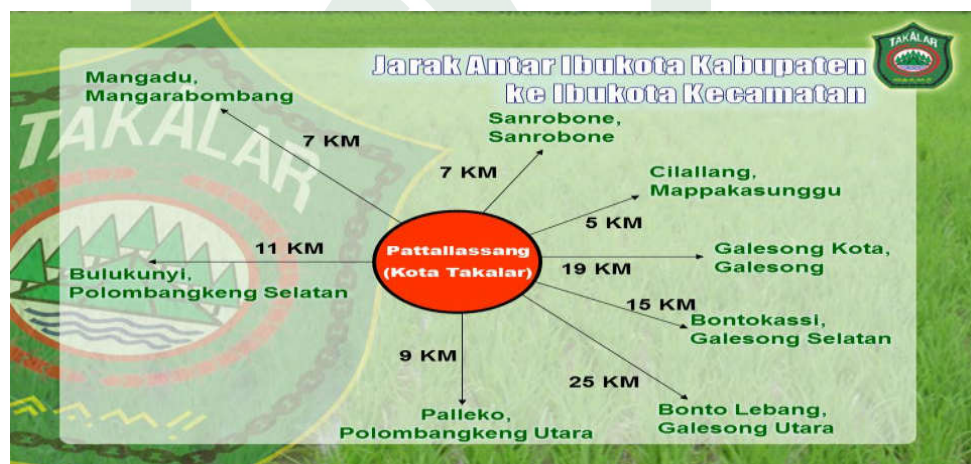 TAKALAR
Jarak Antar Ibukota Kabupaten
ke Ibukota Kecamatan
TAKALAR
Mangadu,
Mangarabombang
7 KM
Sanrobone,
Sanrobone
7 KM
Cilallang,
Mappakasunggu
5 KM
Pattallassang
(Kota Takalar)
11 KM
Bulukunyi,
Polombangkeng Selatan
Galesong Kota,
Galesong
19 KM
15 KM
Bontokassi,
Galesong Selatan
9 KM
25 KM
Palleko,
Polombangkeng Utara
Bonto Lebang,
Galesong Utara